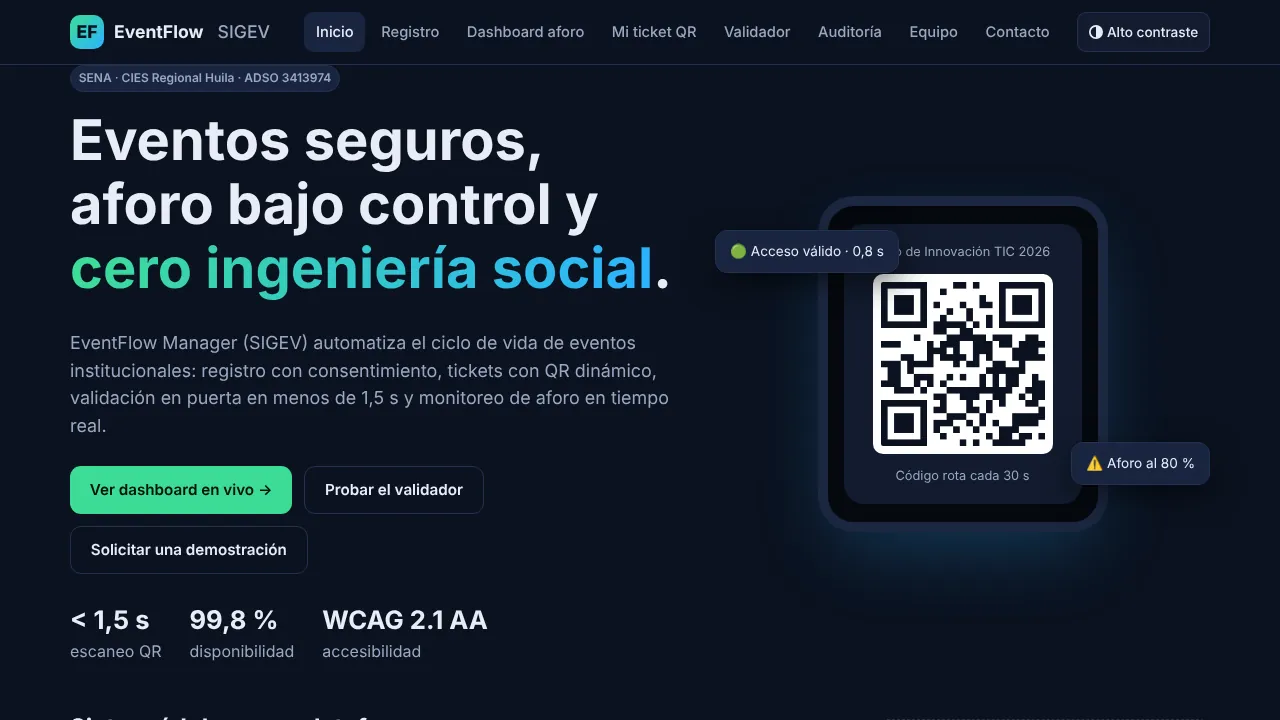 EF EventFlow SIGEV Inicio Registro Dashboard aforo Mi ticket QR Validador Auditoría Equipo Contacto Alto contraste
SENA · CIES Regional Huila · ADSO 3413974
Eventos seguros,
aforo bajo control y
cero ingeniería social.
EventFlow Manager (SIGEV) automatiza el ciclo de vida de eventos
institucionales: registro con consentimiento, tickets con QR dinámico,
validación en puerta en menos de 1,5 s y monitoreo de aforo en tiempo
real.
Ver dashboard en vivo →
Probar el validador
Solicitar una demostración
< 1,5 s
escaneo QR
99,8 %
disponibilidad
WCAG 2.1 AA
accesibilidad
Acceso válido · 0,8 s
de Innovación TIC 2026
Código rota cada 30 s
⚠️ Aforo al 80 %